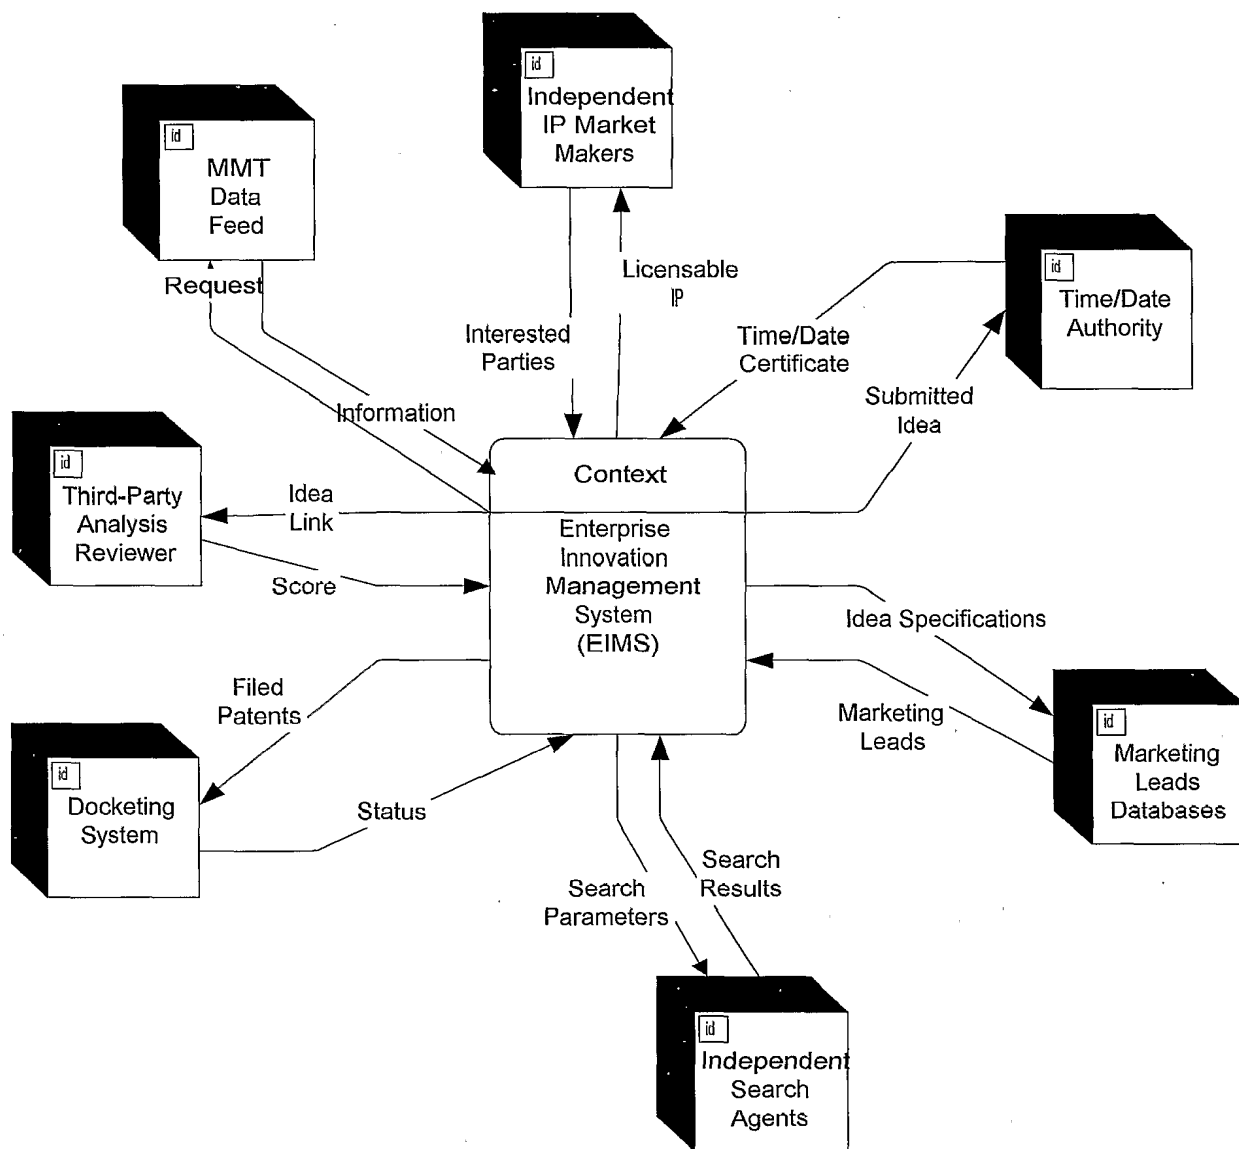 id
Independent
IP Market
Makers
id
MMT
Data
Feed
Request
Licensable
IP
id
Time/Date
Authority
Interested
Parties
Time/Date
Certificate
Submitted
Idea
Information
id
Third-Party
Analysis
Reviewer
Idea
Link
Score
Context
Enterprise
Innovation
Management
System
(EIMS)
Idea Specifications
Filed
Patents
Marketing
Leads
id
Marketing
Leads
Databases
id
Docketing
System
Status
Search
Parameters
Search
Results
id
Independent
Search
Agents